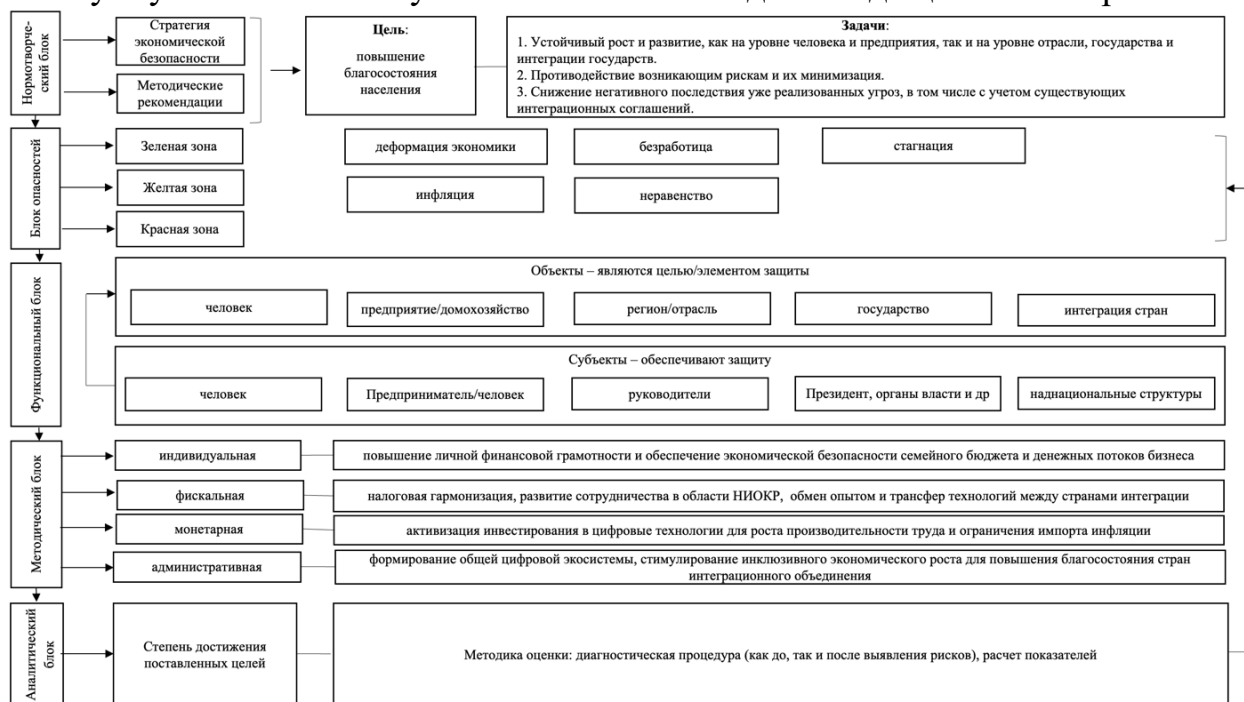 Нормотворче-
ский блок
Стратегия
экономической
безопасности
Методические
рекомендации
Цель:
повышение
благосостояния
населения
Задачи:
1. Устойчивый рост и развитие, как на уровне человека и предприятия, так и на уровне отрасли, государства и
интеграции государств.
2. Противодействие возникающим рискам и их минимизация.
3. Снижение негативного последствия уже реализованных угроз, в том числе с учетом существующих
интеграционных соглашений.
Блок опасностей
Зеленая зона
Желтая зона
Красная зона
деформация экономики
безработица
стагнация
инфляция
неравенство
Функциональный блок
Объекты – являются целью/элементом защиты
человек
предприятие/домохозяйство
регион/отрасль
государство
интеграция стран
Субъекты – обеспечивают защиту
человек
Предприниматель/человек
руководители
Президент, органы власти и др
наднациональные структуры
Методический блок
индивидуальная
повышение личной финансовой грамотности и обеспечение экономической безопасности семейного бюджета и денежных потоков бизнеса
фискальная
налоговая гармонизация, развитие сотрудничества в области НИОКР, обмен опытом и трансфер технологий между странами интеграции
монетарная
активизация инвестирования в цифровые технологии для роста производительности труда и ограничения импорта инфляции
административная
формирование общей цифровой экосистемы, стимулирование инклюзивного экономического роста для повышения благосостояния стран
интеграционного объединения
Аналитический
блок
Степень достижения
поставленных целей
Методика оценки: диагностическая процедура (как до, так и после выявления рисков), расчет показателей